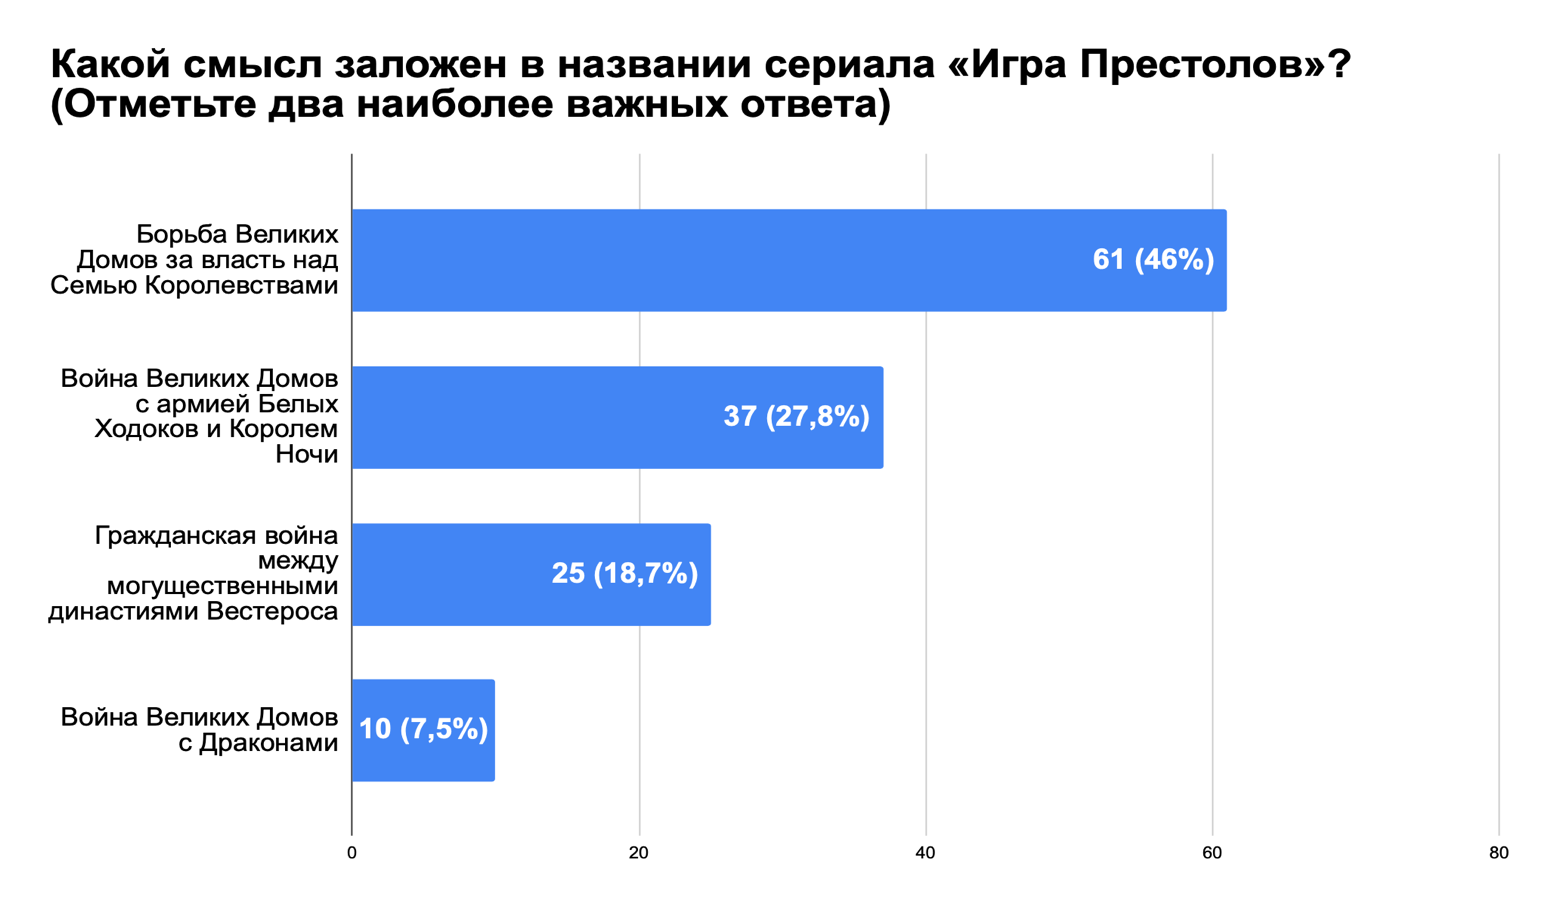 Какой смысл заложен в названии сериала «Игра Престолов»?
(Отметьте два наиболее важных ответа)
Борьба Великих
Домов за власть над
Семью Королевствами
61 (46%)
Война Великих Домов
с армией Белых
Ходоков и Королем
Ночи
37 (27,8%)
Гражданская война
между
могущественными
династиями Вестероса
25 (18,7%)
Война Великих Домов
с Драконами
10 (7,5%)
0
20
40
60
80